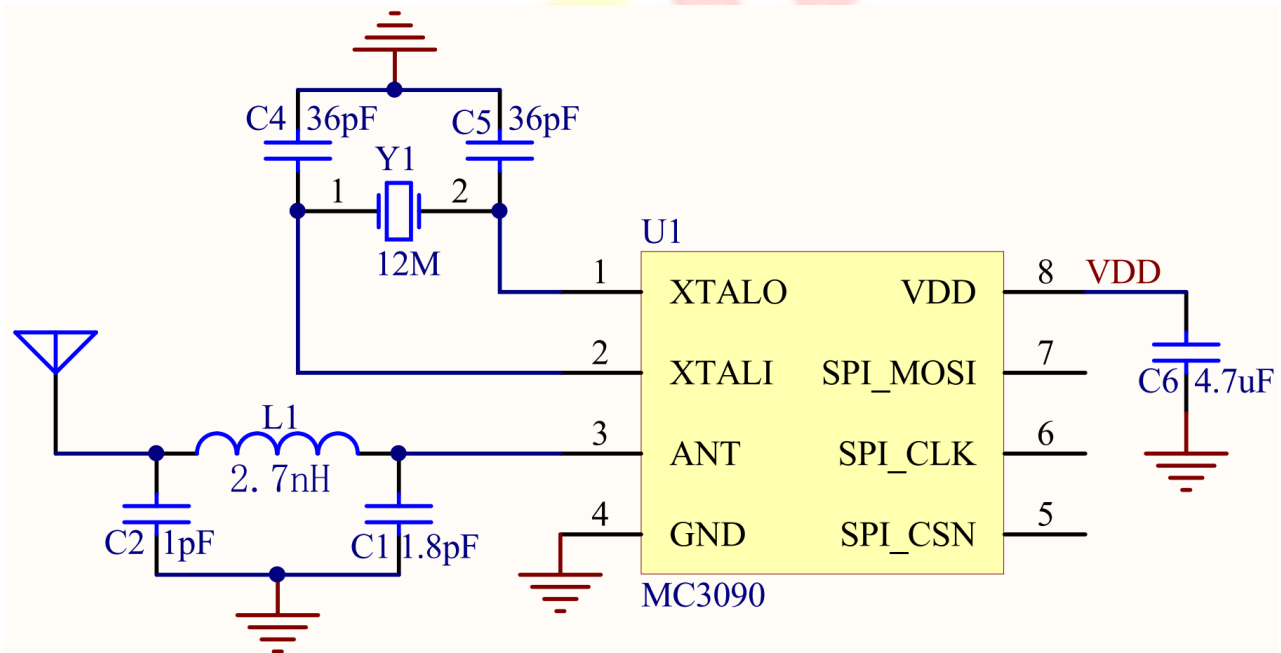 C4 36pF C5 36pF
Y1
1 2
12M
U1
1 XTALO VDD 8 VDD
2 XTALI SPI_MOSI 7
C6 4.7uF
L1
3 ANT SPI_CLK 6
2.7nH
4 GND SPI_CSN 5
C2 1pF C1 1.8pF
MC3090